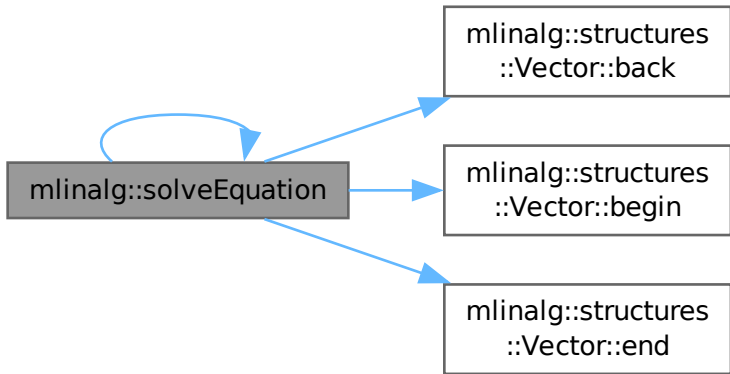 mlinalg::structures
::Vector::back
mlinalg::solveEquation
mlinalg::structures
::Vector::begin
mlinalg::structures
::Vector::end